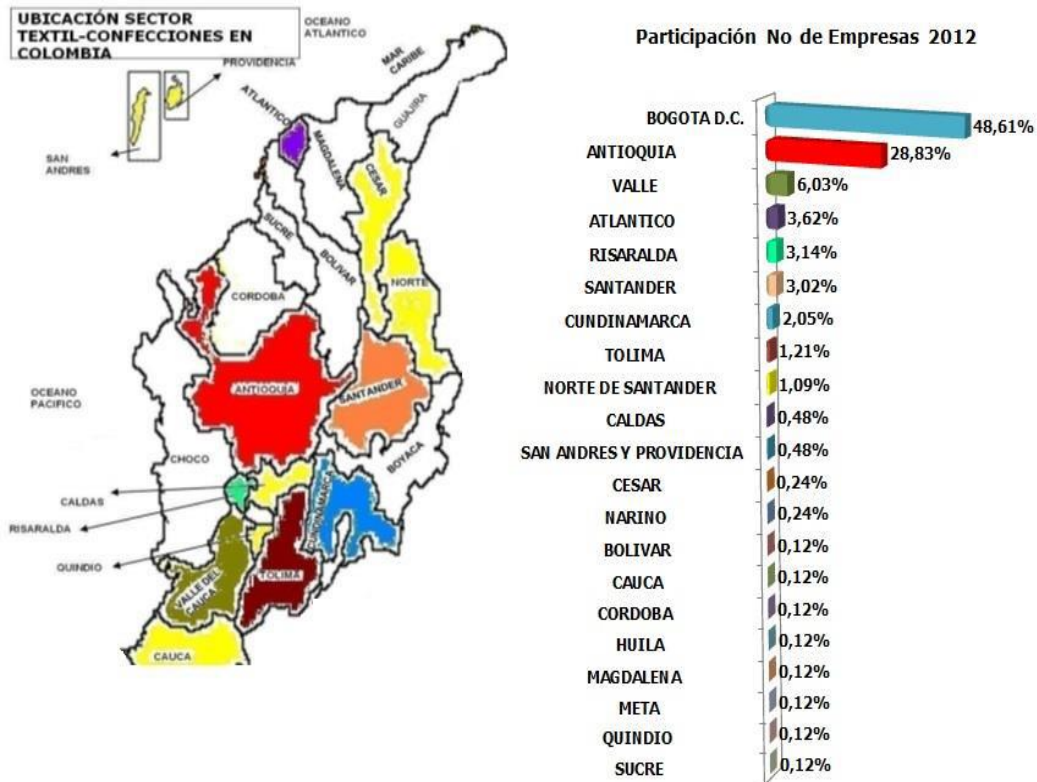 UBICACIÓN SECTOR
TEXTIL-CONFECCIONES EN
COLOMBIA
OCEANO
ATLANTICO
PROVIDENCIA
MAR
CARIBE
ATLANTICO
GUAJIRA
MAGDALENA
CESAR
SAN
ANDRES
SUCRE
BOLIVAR
NORTE
CORDOBA
OCEANO
PACIFICO
ANTIOQUIA
SANTANDER
CHOCO
BOYACA
CALDAS
RISARALDA
CUNDINAMARCA
QUINDIO
TOLIMA
VALLE DEL
CAUCA
CAUCA
Participación No de Empresas 2012
BOGOTA D.C. 48,61%
ANTIOQUIA 28,83%
VALLE 6,03%
ATLANTICO 3,62%
RISARALDA 3,14%
SANTANDER 3,02%
CUNDINAMARCA 2,05%
TOLIMA 1,21%
NORTE DE SANTANDER 1,09%
CALDAS 0,48%
SAN ANDRES Y PROVIDENCIA 0,48%
CESAR 0,24%
NARINO 0,24%
BOLIVAR 0,12%
CAUCA 0,12%
CORDOBA 0,12%
HUILA 0,12%
MAGDALENA 0,12%
META 0,12%
QUINDIO 0,12%
SUCRE 0,12%